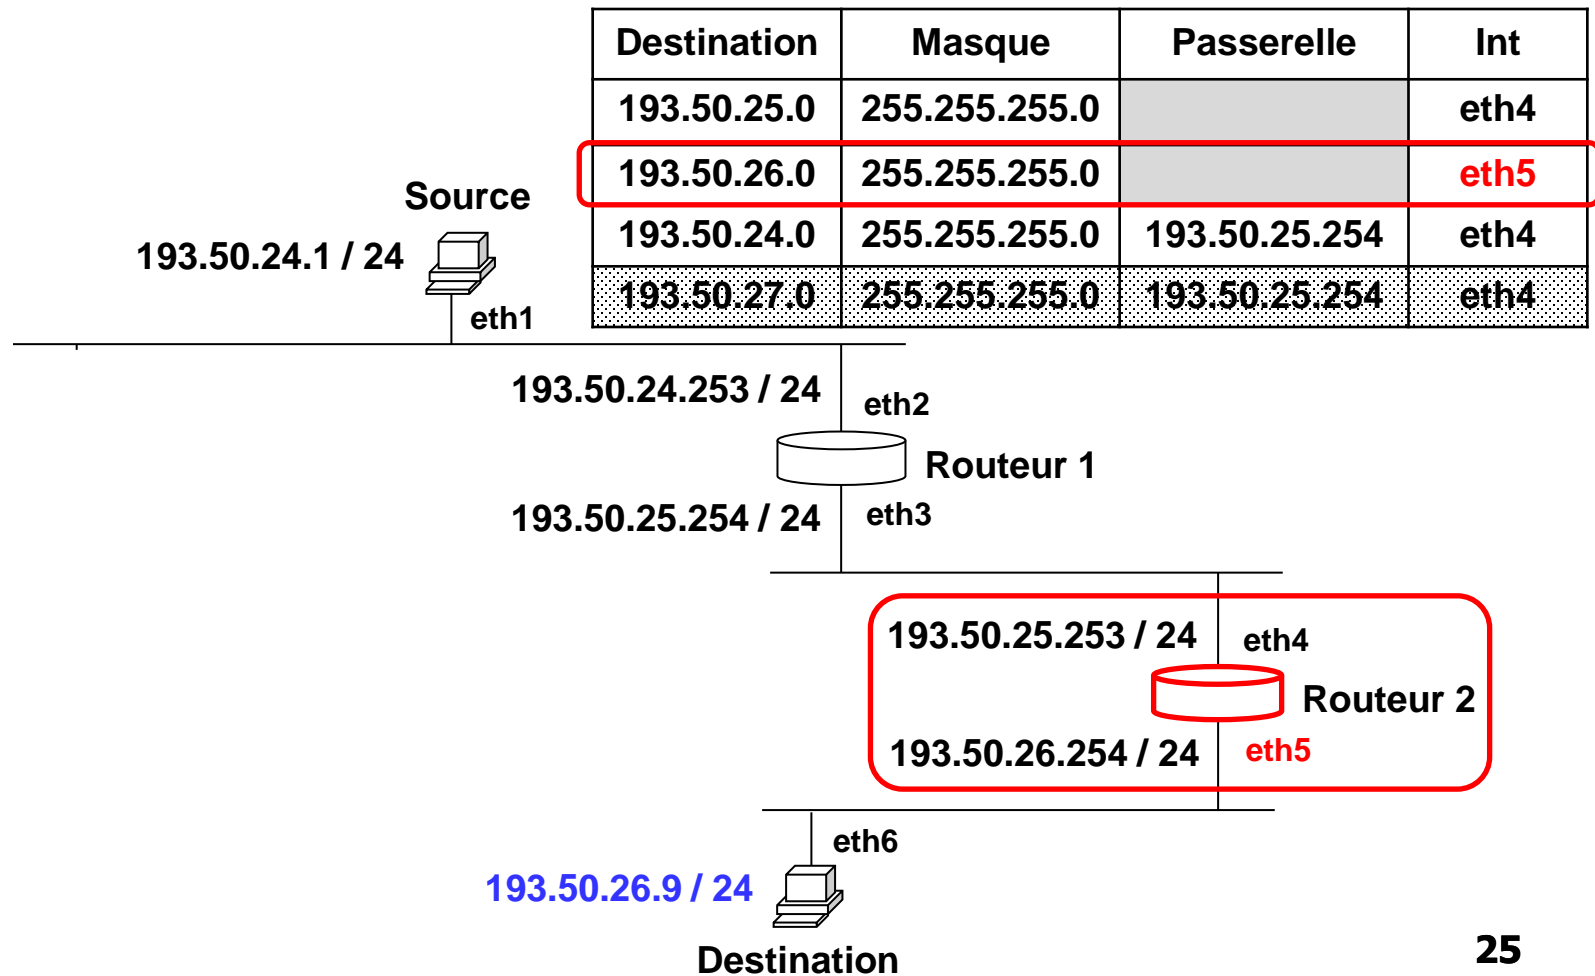 Destination Masque Passerelle Int
193.50.25.0 255.255.255.0 eth4
193.50.26.0 255.255.255.0 eth5
193.50.24.0 255.255.255.0 193.50.25.254 eth4
193.50.27.0 255.255.255.0 193.50.25.254 eth4
Source
193.50.24.1 / 24
eth1
193.50.24.253 / 24
eth2
Routeur 1
193.50.25.254 / 24
eth3
193.50.25.253 / 24
eth4
Routeur 2
193.50.26.254 / 24
eth5
eth6
193.50.26.9 / 24
Destination
25